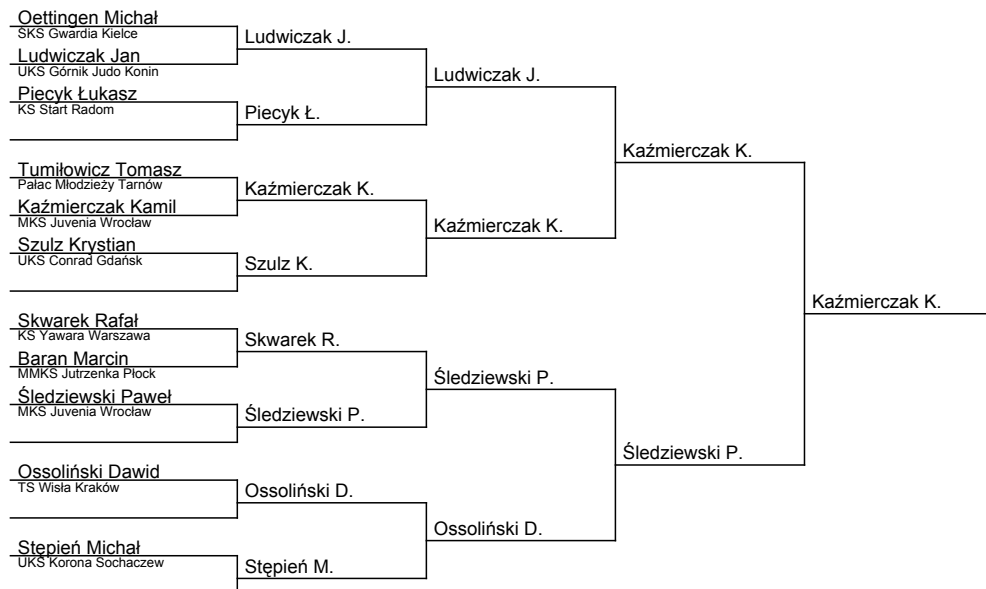 Oettingen Michał
SKS Gwardia Kielce
Ludwiczak J.
Ludwiczak Jan
UKS Górnik Judo Konin
Ludwiczak J.
Piecyk Łukasz
KS Start Radom
Piecyk Ł.
Kaźmierczak K.
Tumiłowicz Tomasz
Pałac Młodzieży Tarnów
Kaźmierczak K.
Kaźmierczak Kamil
MKS Juvenia Wrocław
Kaźmierczak K.
Szulz Krystian
UKS Conrad Gdańsk
Szulz K.
Kaźmierczak K.
Skwarek Rafał
KS Yawara Warszawa
Skwarek R.
Baran Marcin
MMKS Jutrzenka Płock
Śledziewski P.
Śledziewski Paweł
MKS Juvenia Wrocław
Śledziewski P.
Śledziewski P.
Ossoliński Dawid
TS Wisła Kraków
Ossoliński D.
Ossoliński D.
Stępień Michał
UKS Korona Sochaczew
Stępień M.